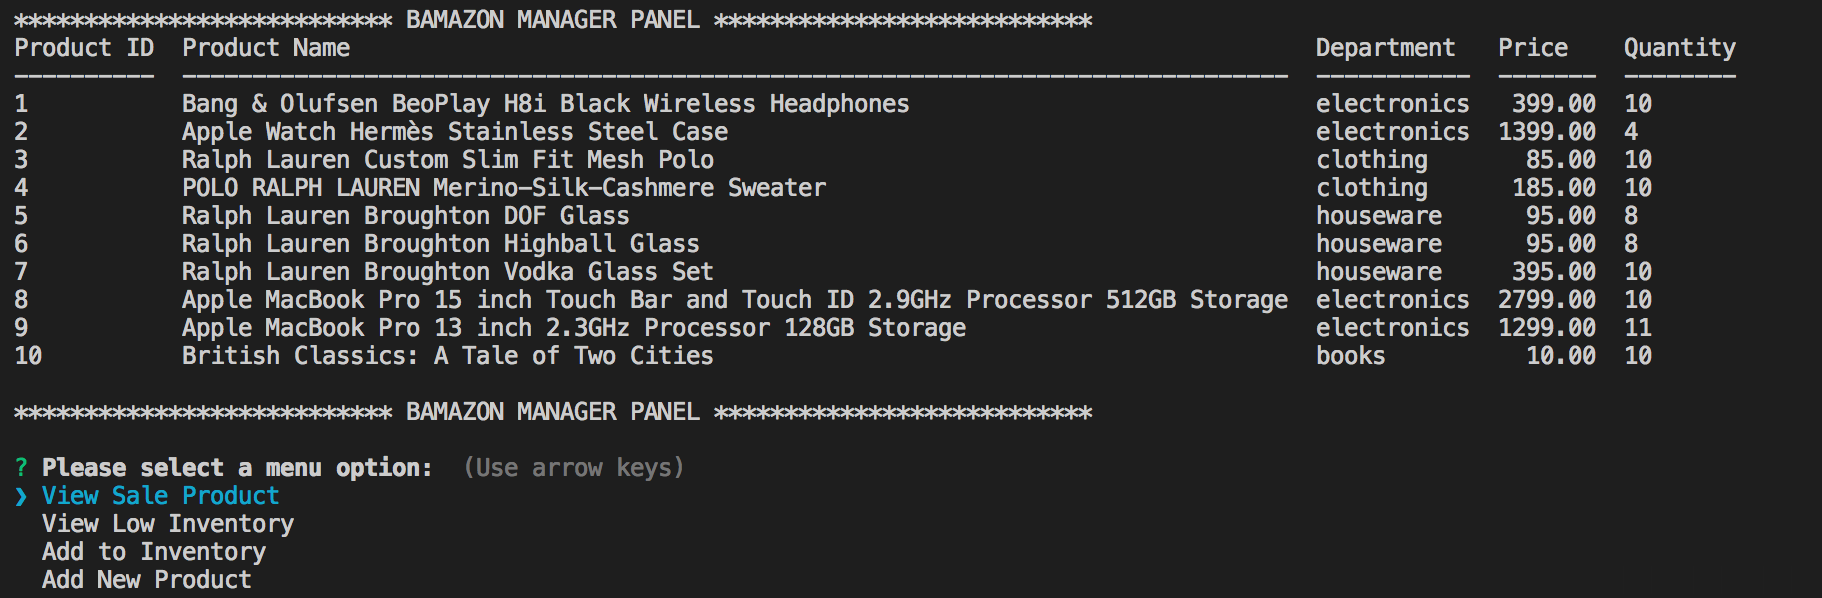 *************************** BAMAZON MANAGER PANEL ***************************
Product ID  Product Name                                                                     Department   Price    Quantity
----------  -------------------------------------------------------------------------------  -----------  -------  --------
1           Bang & Olufsen BeoPlay H8i Black Wireless Headphones                             electronics   399.00  10
2           Apple Watch Hermès Stainless Steel Case                                          electronics  1399.00  4
3           Ralph Lauren Custom Slim Fit Mesh Polo                                           clothing       85.00  10
4           POLO RALPH LAUREN Merino-Silk-Cashmere Sweater                                   clothing      185.00  10
5           Ralph Lauren Broughton DOF Glass                                                 houseware      95.00  8
6           Ralph Lauren Broughton Highball Glass                                            houseware      95.00  8
7           Ralph Lauren Broughton Vodka Glass Set                                           houseware     395.00  10
8           Apple MacBook Pro 15 inch Touch Bar and Touch ID 2.9GHz Processor 512GB Storage  electronics  2799.00  10
9           Apple MacBook Pro 13 inch 2.3GHz Processor 128GB Storage                         electronics  1299.00  11
10          British Classics: A Tale of Two Cities                                           books          10.00  10
*************************** BAMAZON MANAGER PANEL ***************************
? Please select a menu option:  (Use arrow keys)
❯ View Sale Product
  View Low Inventory
  Add to Inventory
  Add New Product